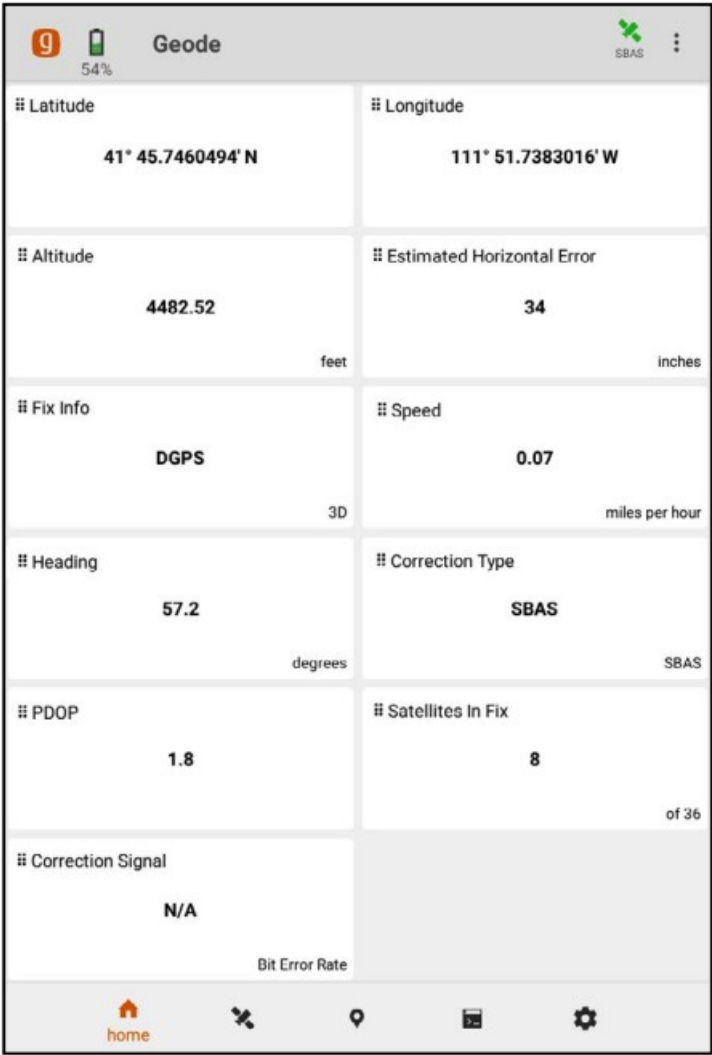 g
54%
Geode
SBAS
Latitude
41° 45.7460494' N
Longitude
111° 51.7383016' W
Altitude
4482.52
feet
Estimated Horizontal Error
34
inches
Fix Info
DGPS
3D
Speed
0.07
miles per hour
Heading
57.2
degrees
Correction Type
SBAS
SBAS
PDOP
1.8
Satellites In Fix
8
of 36
Correction Signal
N/A
Bit Error Rate
home